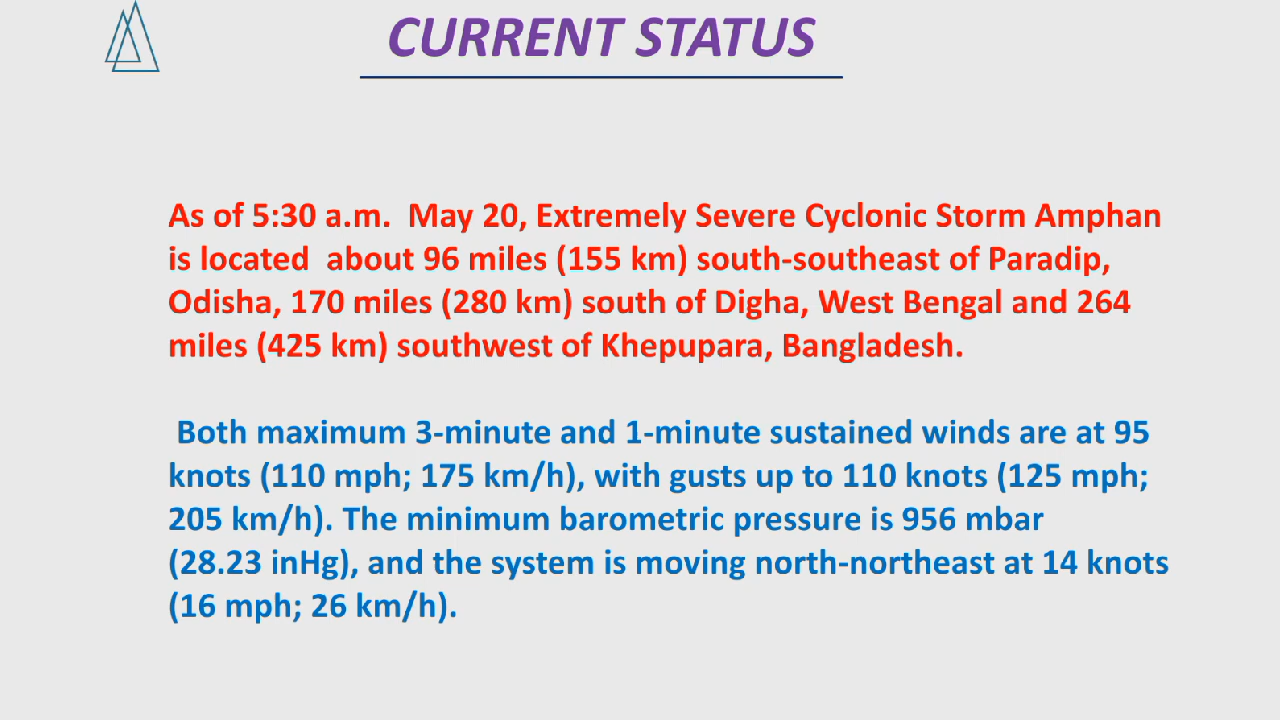 CURRENT STATUS
As of 5:30 a.m.  May 20, Extremely Severe Cyclonic Storm Amphan
is located  about 96 miles (155 km) south-southeast of Paradip,
Odisha, 170 miles (280 km) south of Digha, West Bengal and 264
miles (425 km) southwest of Khepupara, Bangladesh.
Both maximum 3-minute and 1-minute sustained winds are at 95
knots (110 mph; 175 km/h), with gusts up to 110 knots (125 mph;
205 km/h). The minimum barometric pressure is 956 mbar
(28.23 inHg), and the system is moving north-northeast at 14 knots
(16 mph; 26 km/h).